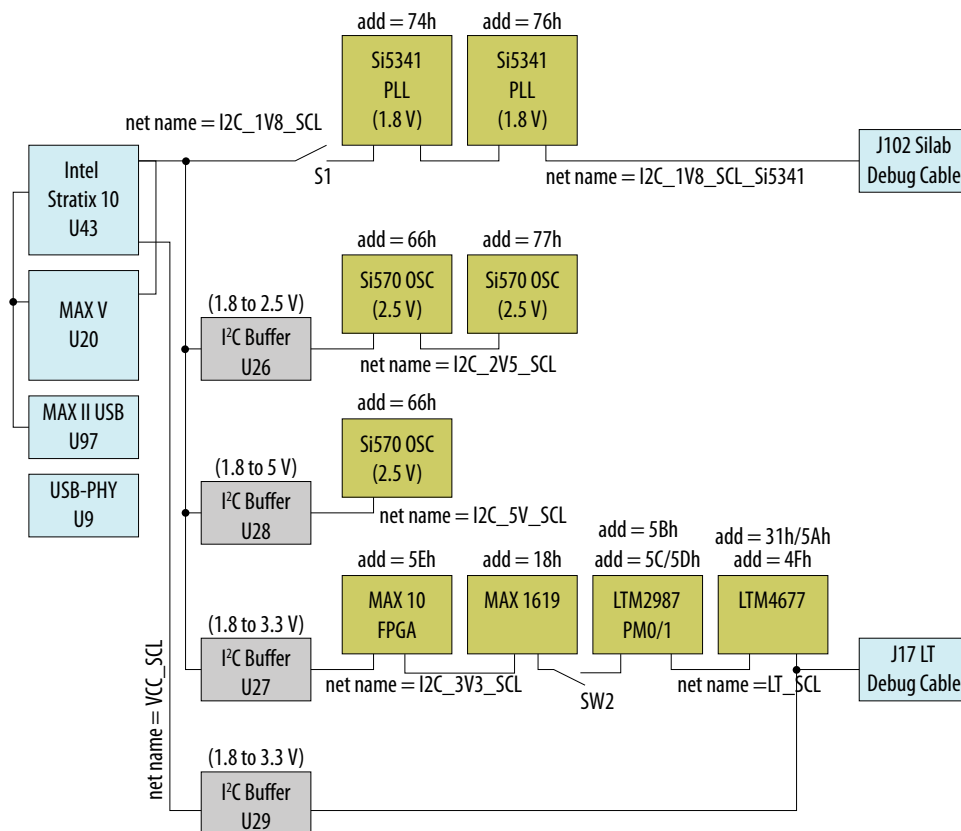 add = 74h
add = 76h
Si5341
PLL
(1.8 V)
Si5341
PLL
(1.8 V)
net name = I2C_1V8_SCL
S1
net name = I2C_1V8_SCL_Si5341
J102 Silab
Debug Cable
Intel
Stratix 10
U43
MAX V
U20
MAX II USB
U97
USB-PHY
U9
add = 66h
add = 77h
Si570 OSC
(2.5 V)
Si570 OSC
(2.5 V)
(1.8 to 2.5 V)
I²C Buffer
U26
net name = I2C_2V5_SCL
add = 66h
Si570 OSC
(2.5 V)
(1.8 to 5 V)
I²C Buffer
U28
net name = I2C_5V_SCL
add = 5Eh
add = 18h
add = 5Bh
add = 5C/5Dh
add = 31h/5Ah
add = 4Fh
MAX 10
FPGA
MAX 1619
LTM2987
PM0/1
LTM4677
(1.8 to 3.3 V)
I²C Buffer
U27
net name = I2C_3V3_SCL
SW2
net name =LT_SCL
J17 LT
Debug Cable
net name = VCC_SCL
(1.8 to 3.3 V)
I²C Buffer
U29